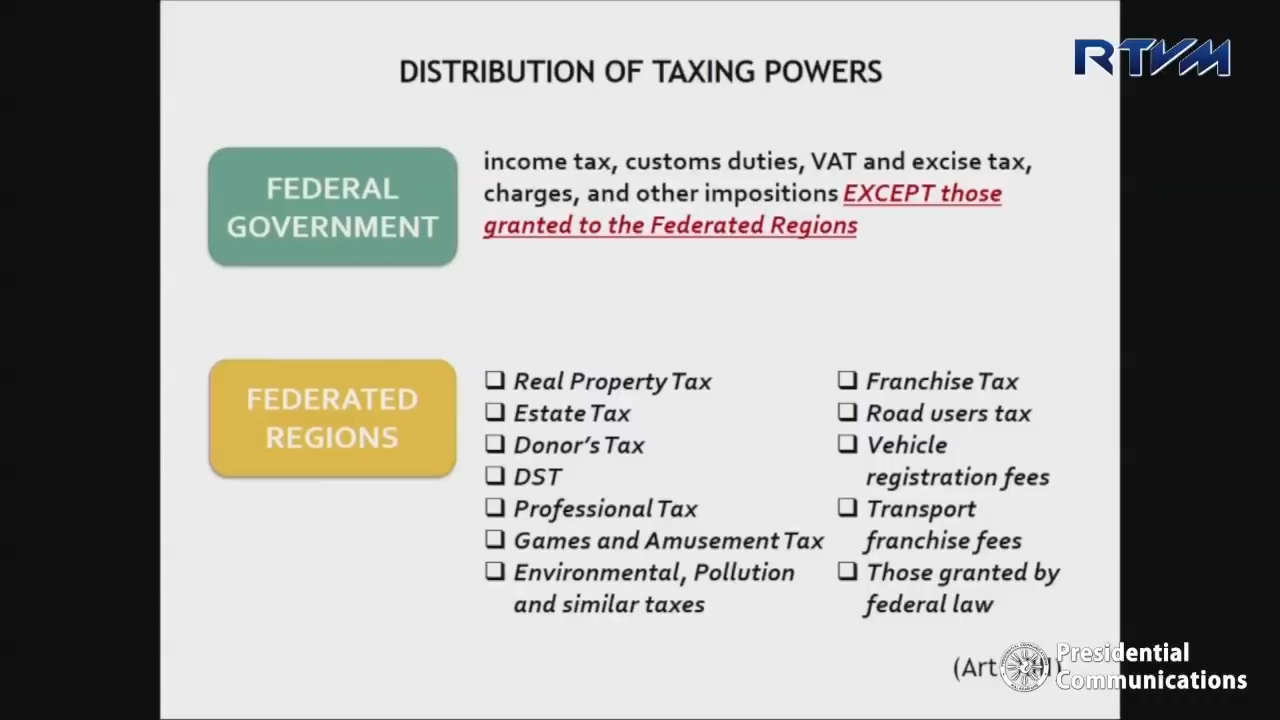 DISTRIBUTION OF TAXING POWERS
RTVM
FEDERAL
GOVERNMENT
income tax, customs duties, VAT and excise tax,
charges, and other impositions EXCEPT those
granted to the Federated Regions
FEDERATED
REGIONS
Real Property Tax
Estate Tax
Donor's Tax
DST
Professional Tax
Games and Amusement Tax
Environmental, Pollution
and similar taxes
Franchise Tax
Road users tax
Vehicle
registration fees
Transport
franchise fees
Those granted by
federal law
(Art
Presidential
Communications